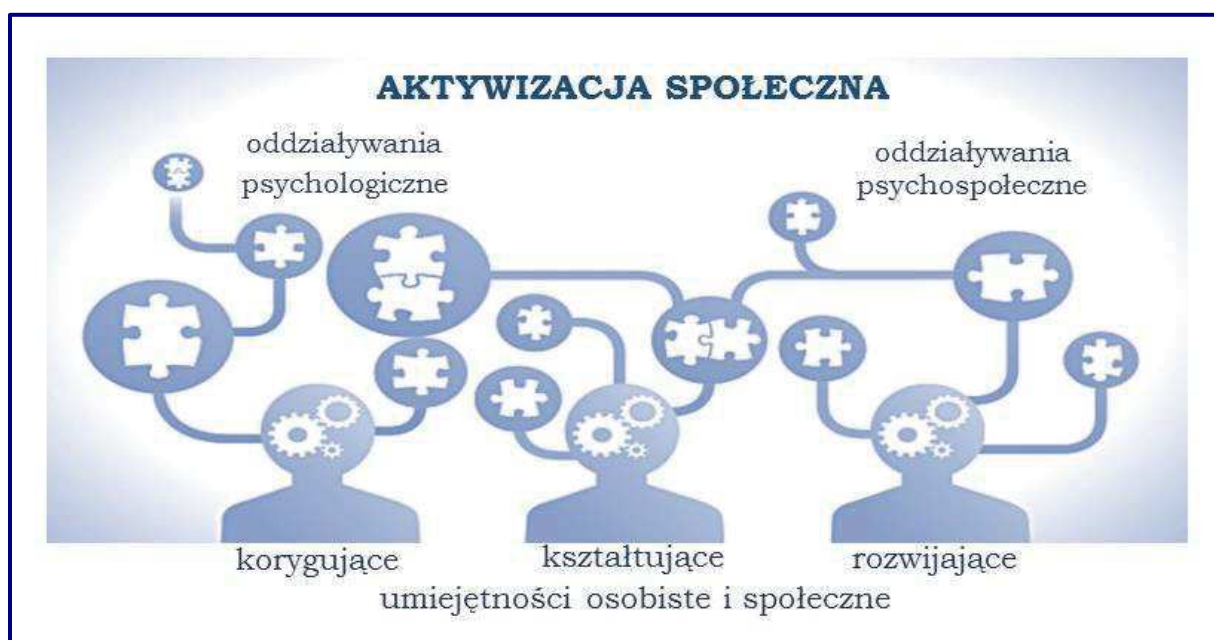 AKTYWIZACJA SPOŁECZNA
oddziaływania
psychologiczne
oddziaływania
psychospołeczne
korygujące
kształtujące
rozwijające
umiejętności osobiste i społeczne